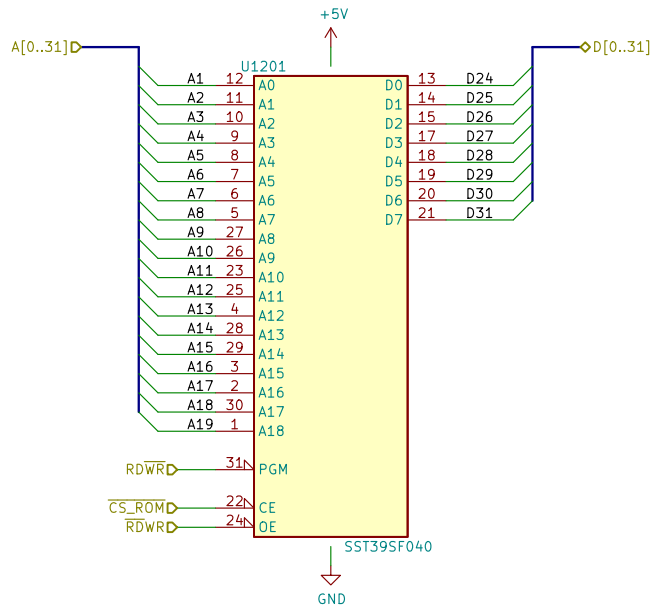 +5V
A[0..31]
D[0..31]
U1201
A1 12 A0 D0 13 D24
A2 11 A1 D1 14 D25
A3 10 A2 D2 15 D26
A4 9 A3 D3 17 D27
A5 8 A4 D4 18 D28
A6 7 A5 D5 19 D29
A7 6 A6 D6 20 D30
A8 5 A7 D7 21 D31
A9 27 A8
A10 26 A9
A11 23 A10
A12 25 A11
A13 4 A12
A14 28 A13
A15 29 A14
A16 3 A15
A17 2 A16
A18 30 A17
A19 1 A18
RDWR 31 PGM
CS_ROM 22 CE
RDWR 24 OE
SST39SF040
GND